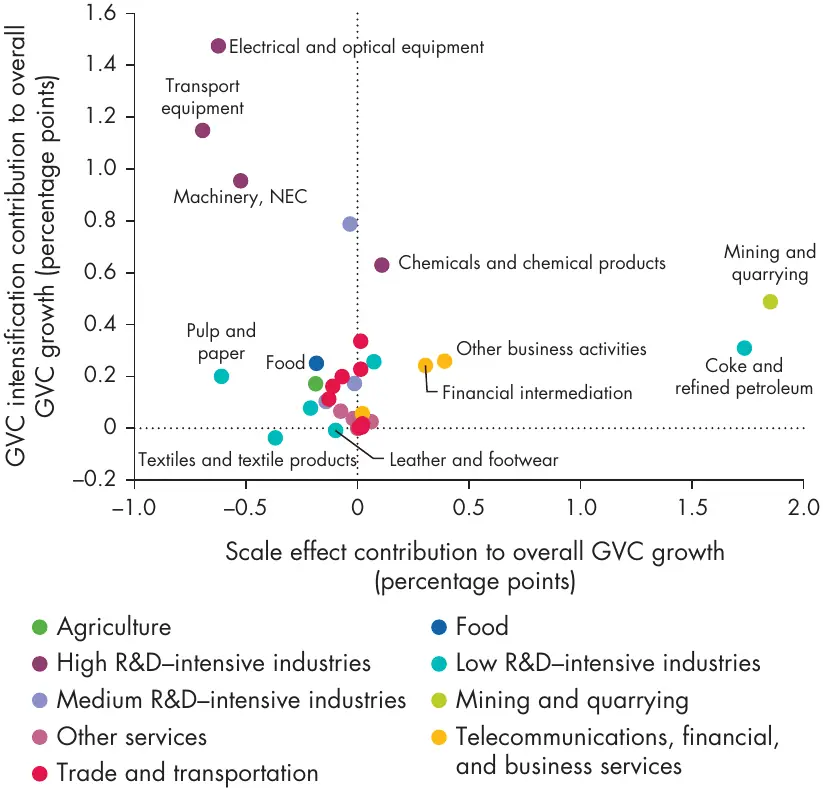 GVC intensification contribution to overall
GVC growth (percentage points)
1.6
1.4
1.2
1.0
0.8
0.6
0.4
0.2
0
–0.2
Electrical and optical equipment
Transport
equipment
Machinery, NEC
Chemicals and chemical products
Mining and
quarrying
Pulp and
paper
Food
Other business activities
Financial intermediation
Coke and
refined petroleum
Textiles and textile products
Leather and footwear
–1.0
–0.5
0
0.5
1.0
1.5
2.0
Scale effect contribution to overall GVC growth
(percentage points)
Agriculture
High R&D–intensive industries
Medium R&D–intensive industries
Other services
Trade and transportation
Food
Low R&D–intensive industries
Mining and quarrying
Telecommunications, financial,
and business services